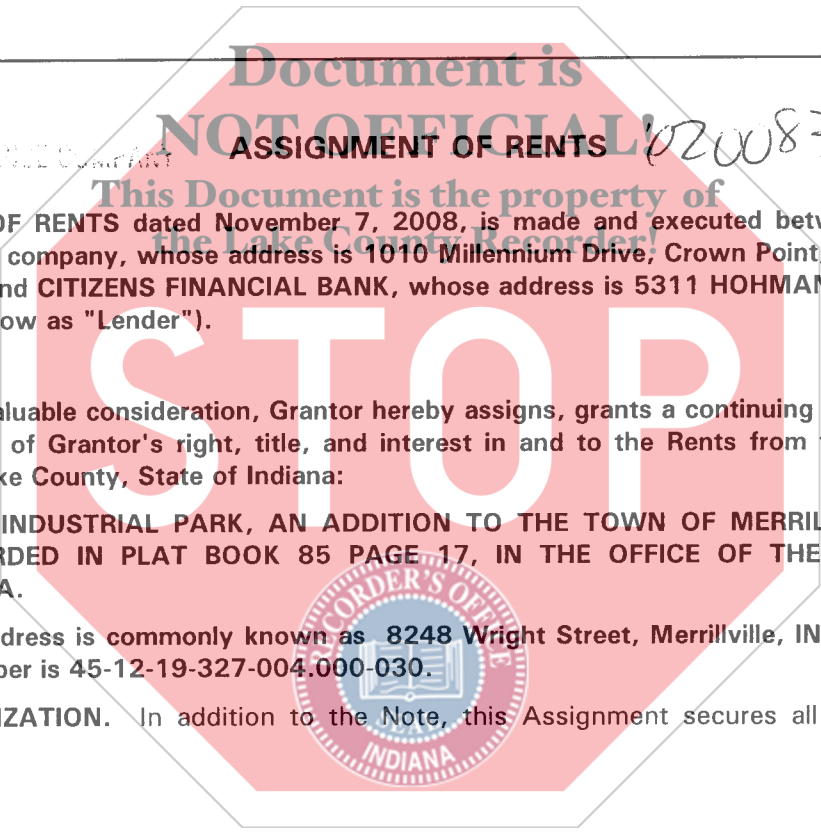 Document is
NOT OFFICIAL!
ASSIGNMENT OF RENTS
This Document is the property of
OF RENTS dated November 7, 2008, is made and executed betw
the Lake County Recorder!
company, whose address is 1010 Millennium Drive, Crown Point,
nd CITIZENS FINANCIAL BANK, whose address is 5311 HOHMAN
ow as "Lender").
STOP
aluable consideration, Grantor hereby assigns, grants a continuing
of Grantor's right, title, and interest in and to the Rents from
ke County, State of Indiana:
INDUSTRIAL PARK, AN ADDITION TO THE TOWN OF MERRIL
RDED IN PLAT BOOK 85 PAGE 17, IN THE OFFICE OF THE
A.
RECORDER'S OFFICE
ddress is commonly known as 8248 Wright Street, Merrillville, IN
ber is 45-12-19-327-004.000-030.
IZATION. In addition to the Note, this Assignment secures all
SEAL
INDIANA